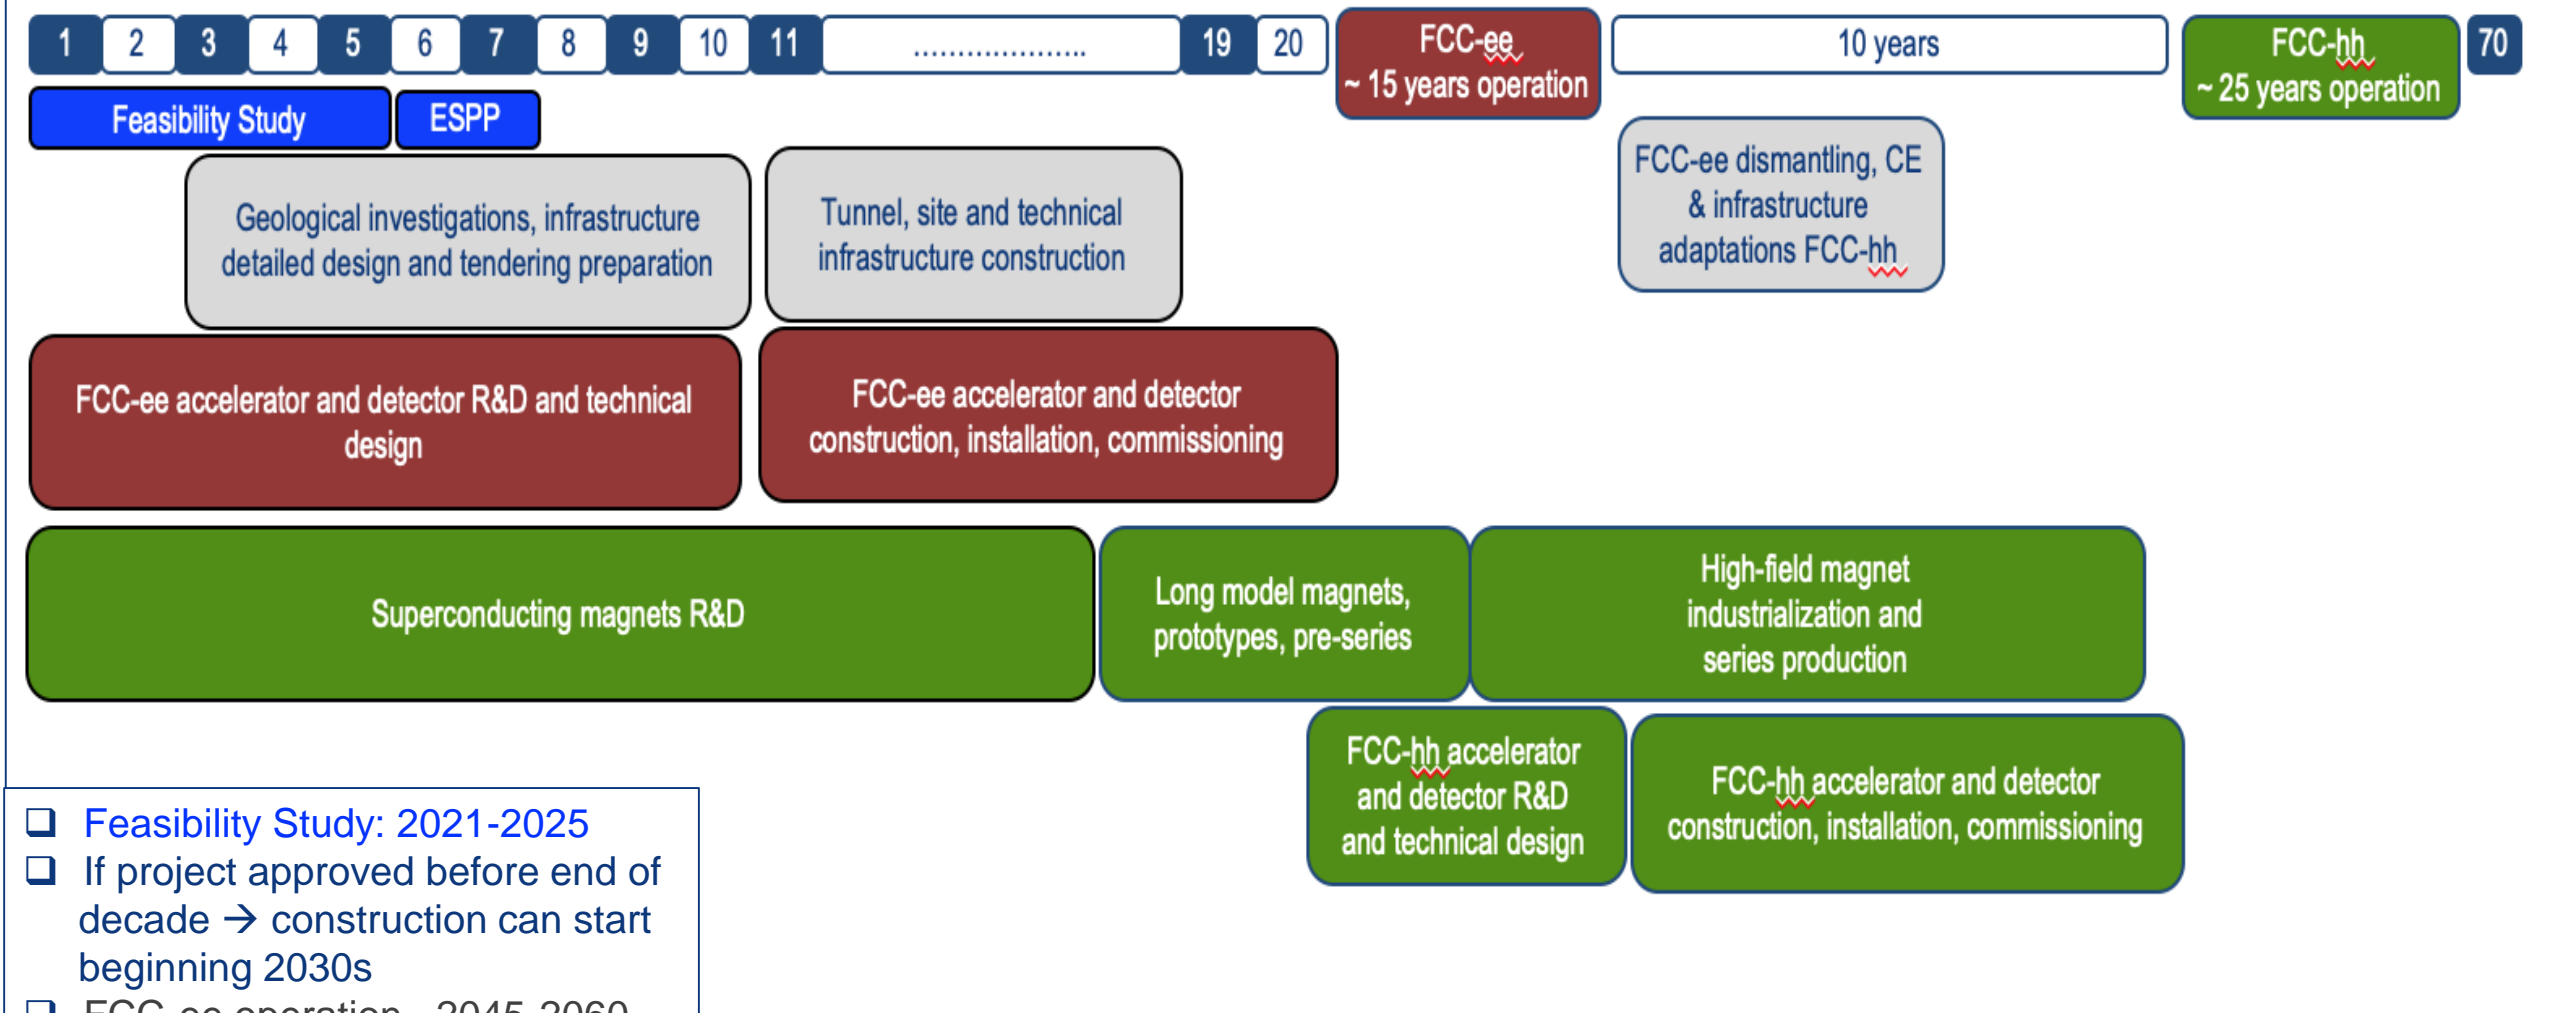 1 2 3 4 5 6 7 8 9 10 11 ..................... 19 20
FCC-ee
~ 15 years operation
10 years
FCC-hh
~ 25 years operation
70
Feasibility Study
ESPP
Geological investigations, infrastructure
detailed design and tendering preparation
Tunnel, site and technical
infrastructure construction
FCC-ee dismantling, CE
& infrastructure
adaptations FCC-hh
FCC-ee accelerator and detector R&D and technical
design
FCC-ee accelerator and detector
construction, installation, commissioning
Superconducting magnets R&D
Long model magnets,
prototypes, pre-series
High-field magnet
industrialization and
series production
FCC-hh accelerator
and detector R&D
and technical design
FCC-hh accelerator and detector
construction, installation, commissioning
❑ Feasibility Study: 2021-2025
❑ If project approved before end of
decade → construction can start
beginning 2030s
❑ FCC-ee operation 2045-2060